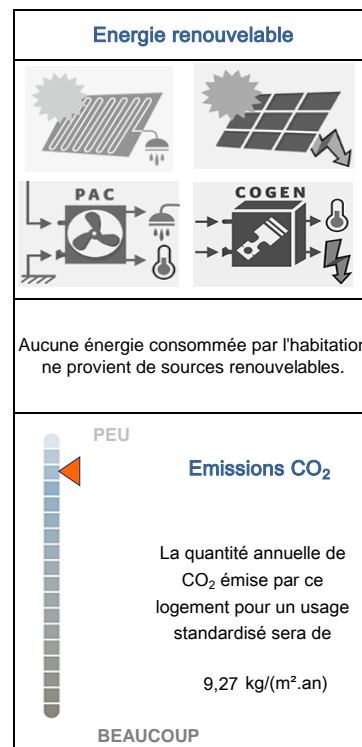 Energie renouvelable
PAC
COGEN
Aucune énergie consommée par l'habitation
ne provient de sources renouvelables.
PEU
Emissions CO₂
La quantité annuelle de
CO₂ émise par ce
logement pour un usage
standardisé sera de
9,27 kg/(m².an)
BEAUCOUP